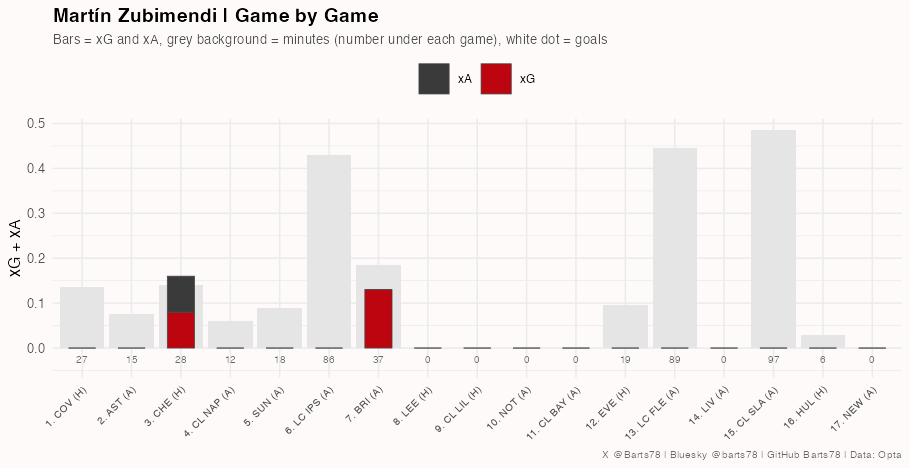 Martín Zubimendi | Game by Game
Bars = xG and xA, grey background = minutes (number under each game), white dot = goals
xA xG
xG + xA
0.5
0.4
0.3
0.2
0.1
0.0
27 15 28 12 18 86 37 0 0 0 0 19 89 0 97 6 0
1. COV (H)
2. AST (A)
3. CHE (H)
4. CL NAP (A)
5. SUN (A)
6. LC IPS (A)
7. BRI (A)
8. LEE (H)
9. CL LIL (H)
10. NOT (A)
11. CL BAY (A)
12. EVE (H)
13. LC FLE (A)
14. LIV (A)
15. CL SLA (A)
16. HUL (H)
17. NEW (A)
X @Barts78 | Bluesky @barts78 | GitHub Barts78 | Data: Opta